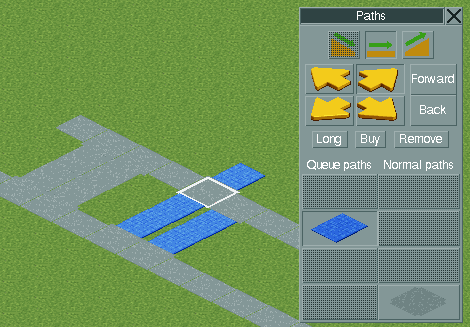 Paths
Forward
Back
Long Buy Remove
Queue paths Normal paths